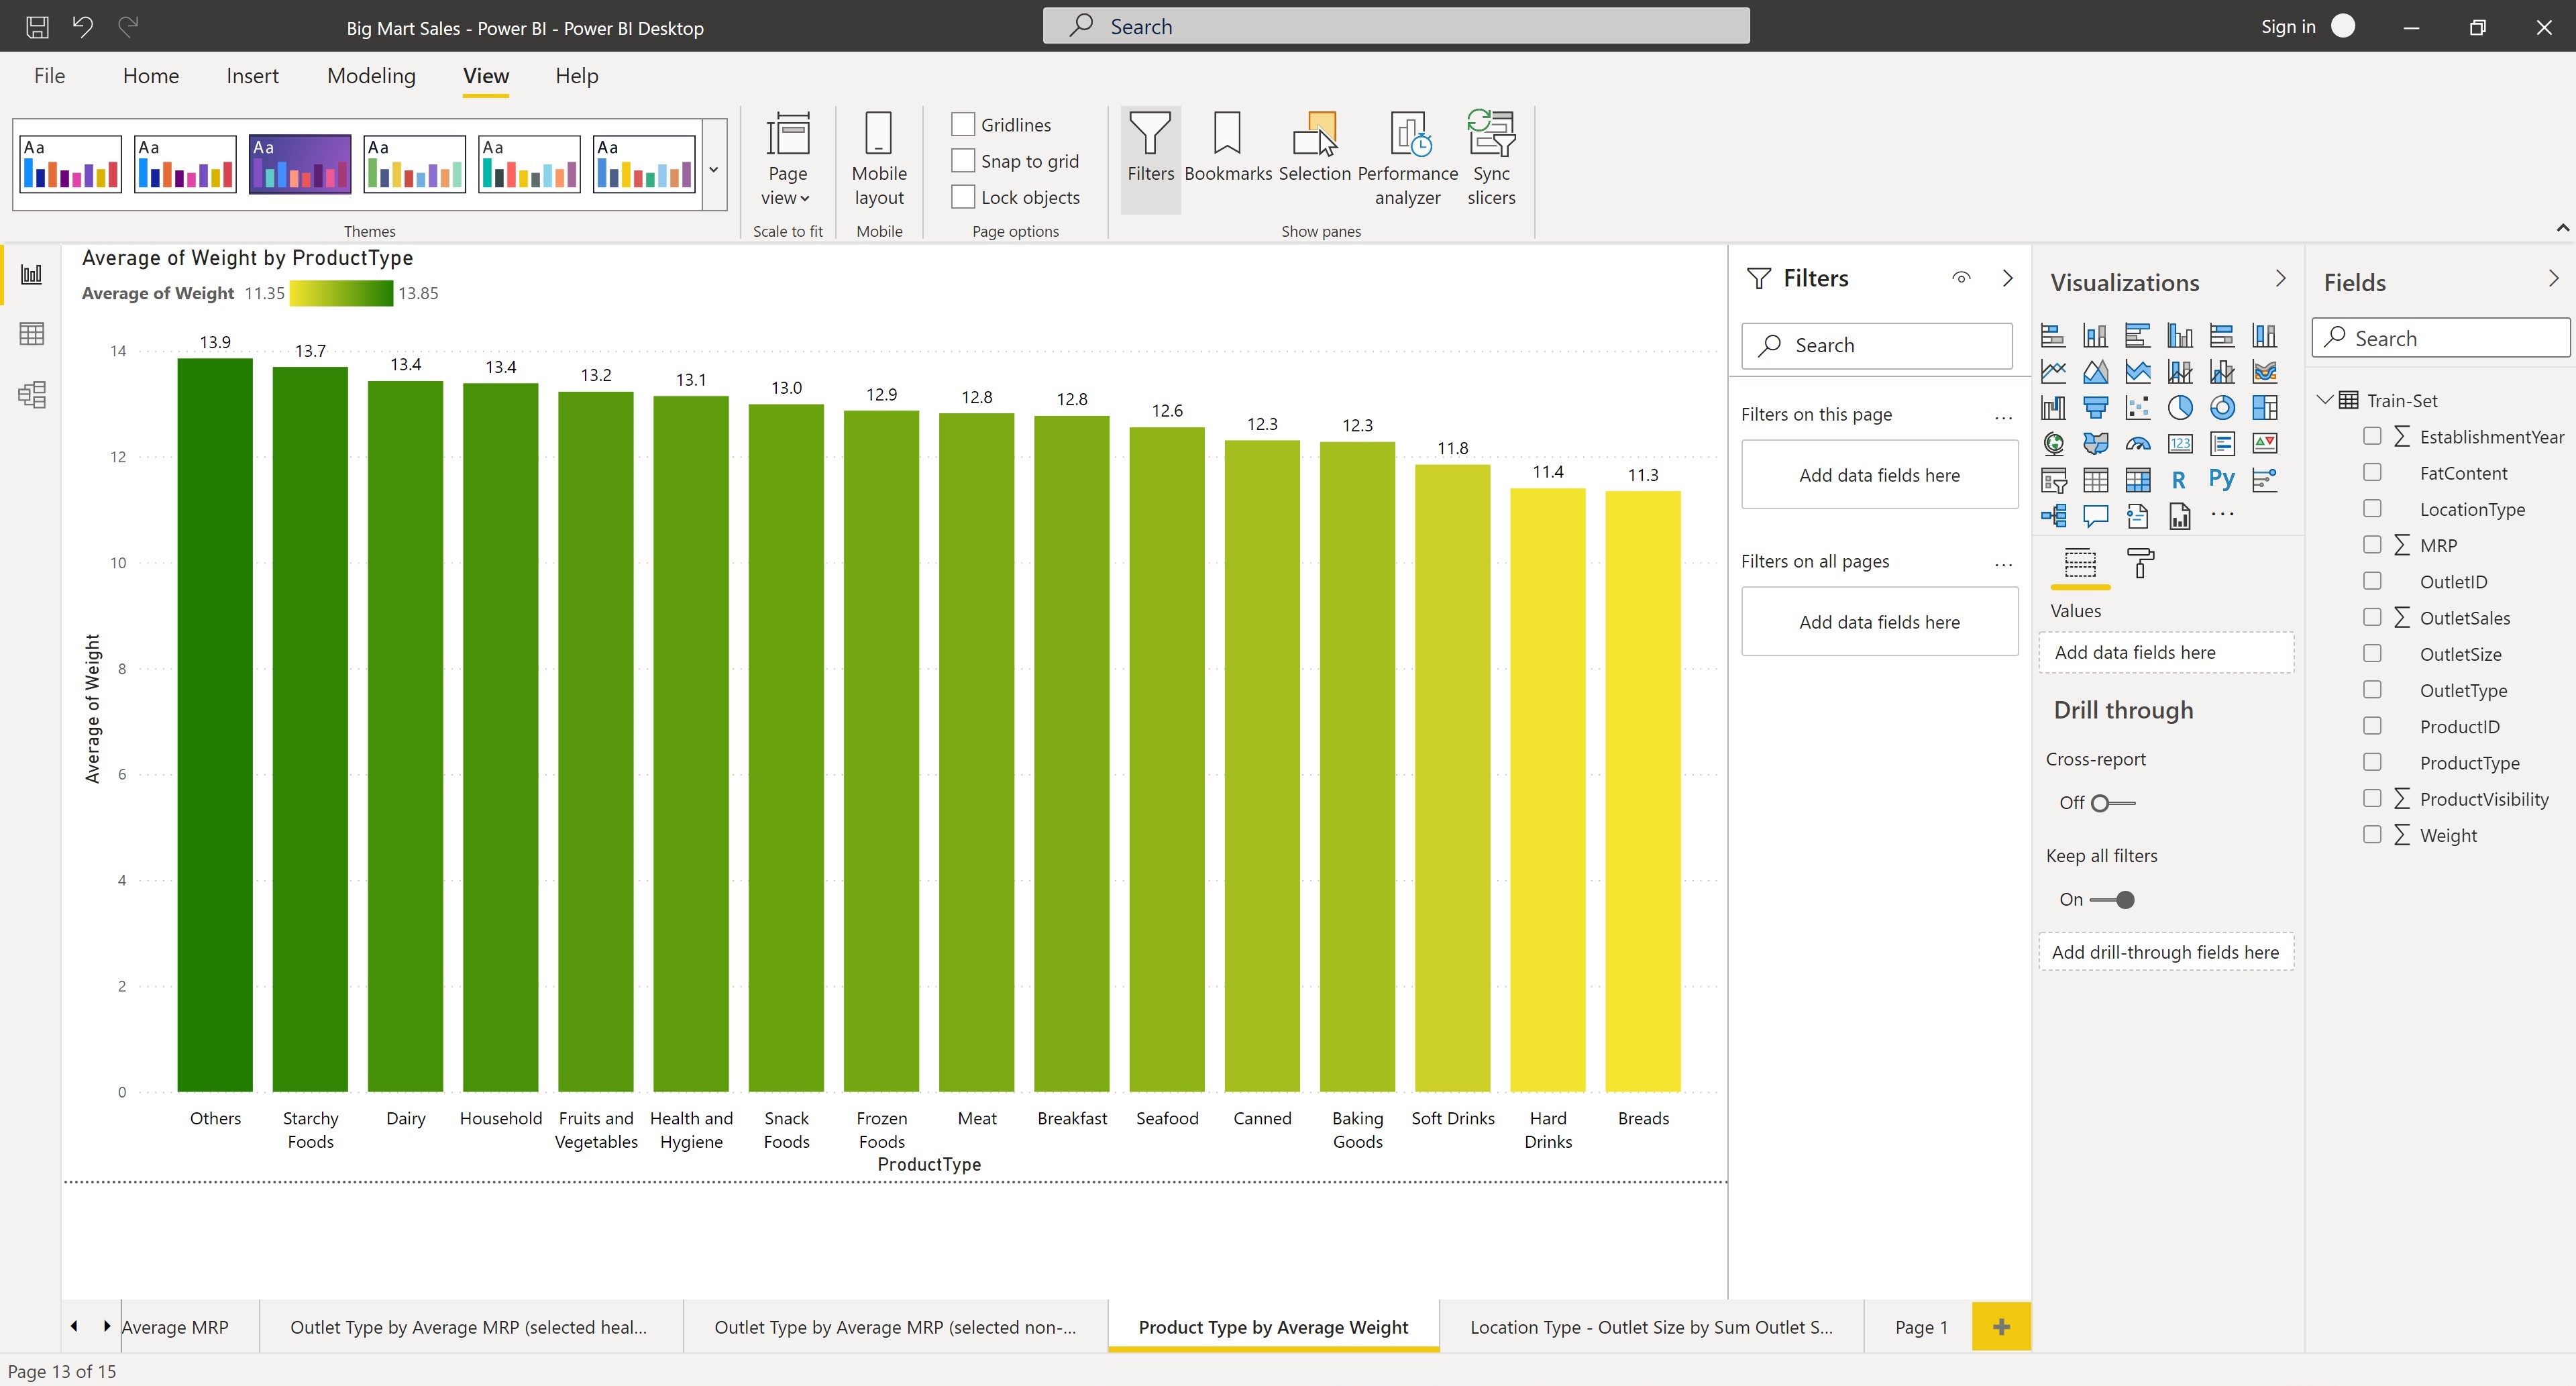 Big Mart Sales - Power BI - Power BI Desktop
Search
Sign in
File Home Insert Modeling View Help
Aa Aa Aa Aa Aa Aa
Themes
Page view
Scale to fit
Mobile layout
Mobile
Gridlines
Snap to grid
Lock objects
Page options
Filters
Bookmarks
Selection
Performance analyzer
Sync slicers
Show panes
Average of Weight by ProductType
Average of Weight 11.35 13.85
14
12
10
8
6
4
2
0
Average of Weight
13.9 13.7 13.4 13.4 13.2 13.1 13.0 12.9 12.8 12.8 12.6 12.3 12.3 11.8 11.4 11.3
Others
Starchy Foods
Dairy
Household
Fruits and Vegetables
Health and Hygiene
Snack Foods
Frozen Foods
Meat
Breakfast
Seafood
Canned
Baking Goods
Soft Drinks
Hard Drinks
Breads
ProductType
Filters
Search
Filters on this page ...
Add data fields here
Filters on all pages ...
Add data fields here
Visualizations
123
R Py
...
Values
Add data fields here
Drill through
Cross-report
Off
Keep all filters
On
Add drill-through fields here
Fields
Search
Train-Set
∑ EstablishmentYear
FatContent
LocationType
∑ MRP
OutletID
∑ OutletSales
OutletSize
OutletType
ProductID
ProductType
∑ ProductVisibility
∑ Weight
Average MRP
Outlet Type by Average MRP (selected heal...
Outlet Type by Average MRP (selected non-...
Product Type by Average Weight
Location Type - Outlet Size by Sum Outlet S...
Page 1
+
Page 13 of 15